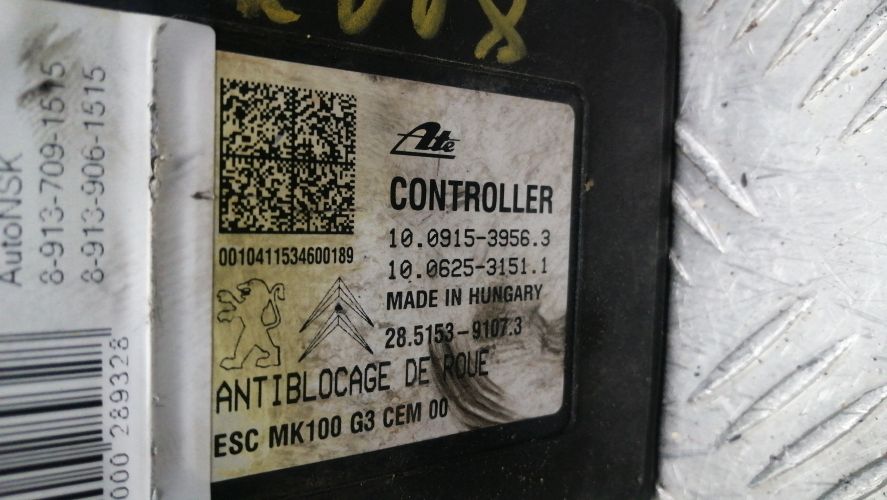 AutoNSK
8-913-709-1515
8-913-906-1515
000 289328
Ate
CONTROLLER
10.0915-3956.3
10.0625-3151.1
MADE IN HUNGARY
28.5153-9107.3
0010411534600189
ANTIBLOCAGE DE ROUE
ESC MK100 G3 CEM 00